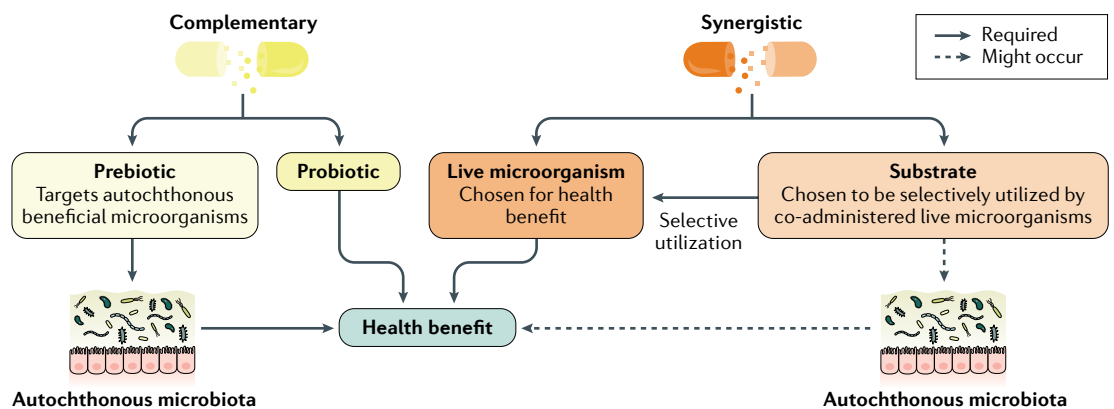 Complementary
Synergistic
Required
Might occur
Prebiotic
Targets autochthonous
beneficial microorganisms
Probiotic
Live microorganism
Chosen for health
benefit
Substrate
Chosen to be selectively utilized by
co-administered live microorganisms
Selective
utilization
Health benefit
Autochthonous microbiota
Autochthonous microbiota